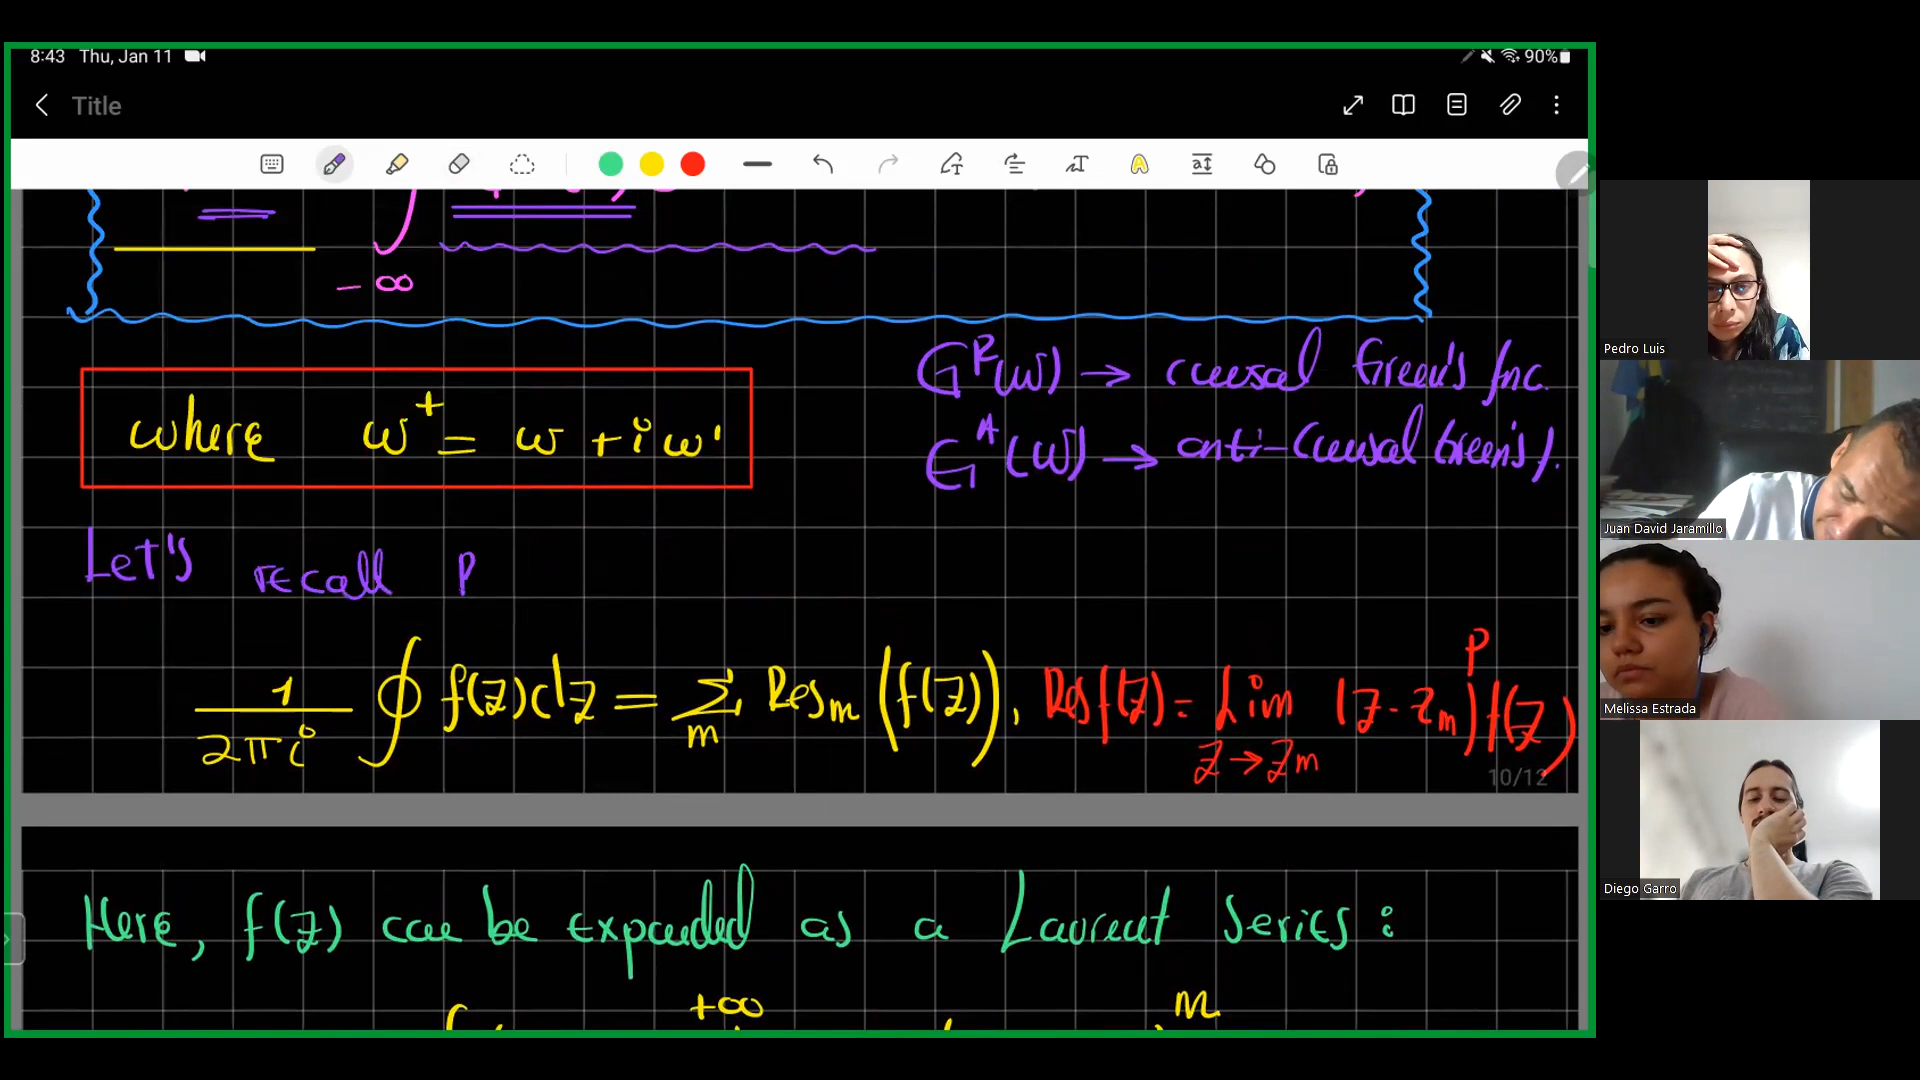 8:43 Thu, Jan 11 90%
Title
− ∞
G^R(ω) → causal Green's fnc.
where ω^+ = ω + i ω'
G^A(ω) → anti-causal Green's f.
Let's recall P
1/2πi ∮ f(z)dz = Σ_m Res_m (f(z)), Res f(z) = Lim_{z→z_m} (z - z_m)^P f(z)
10/12
Here, f(z) can be expanded as a Laurent Series :
+∞ m
Pedro Luis
Juan David Jaramillo
Melissa Estrada
Diego Garro